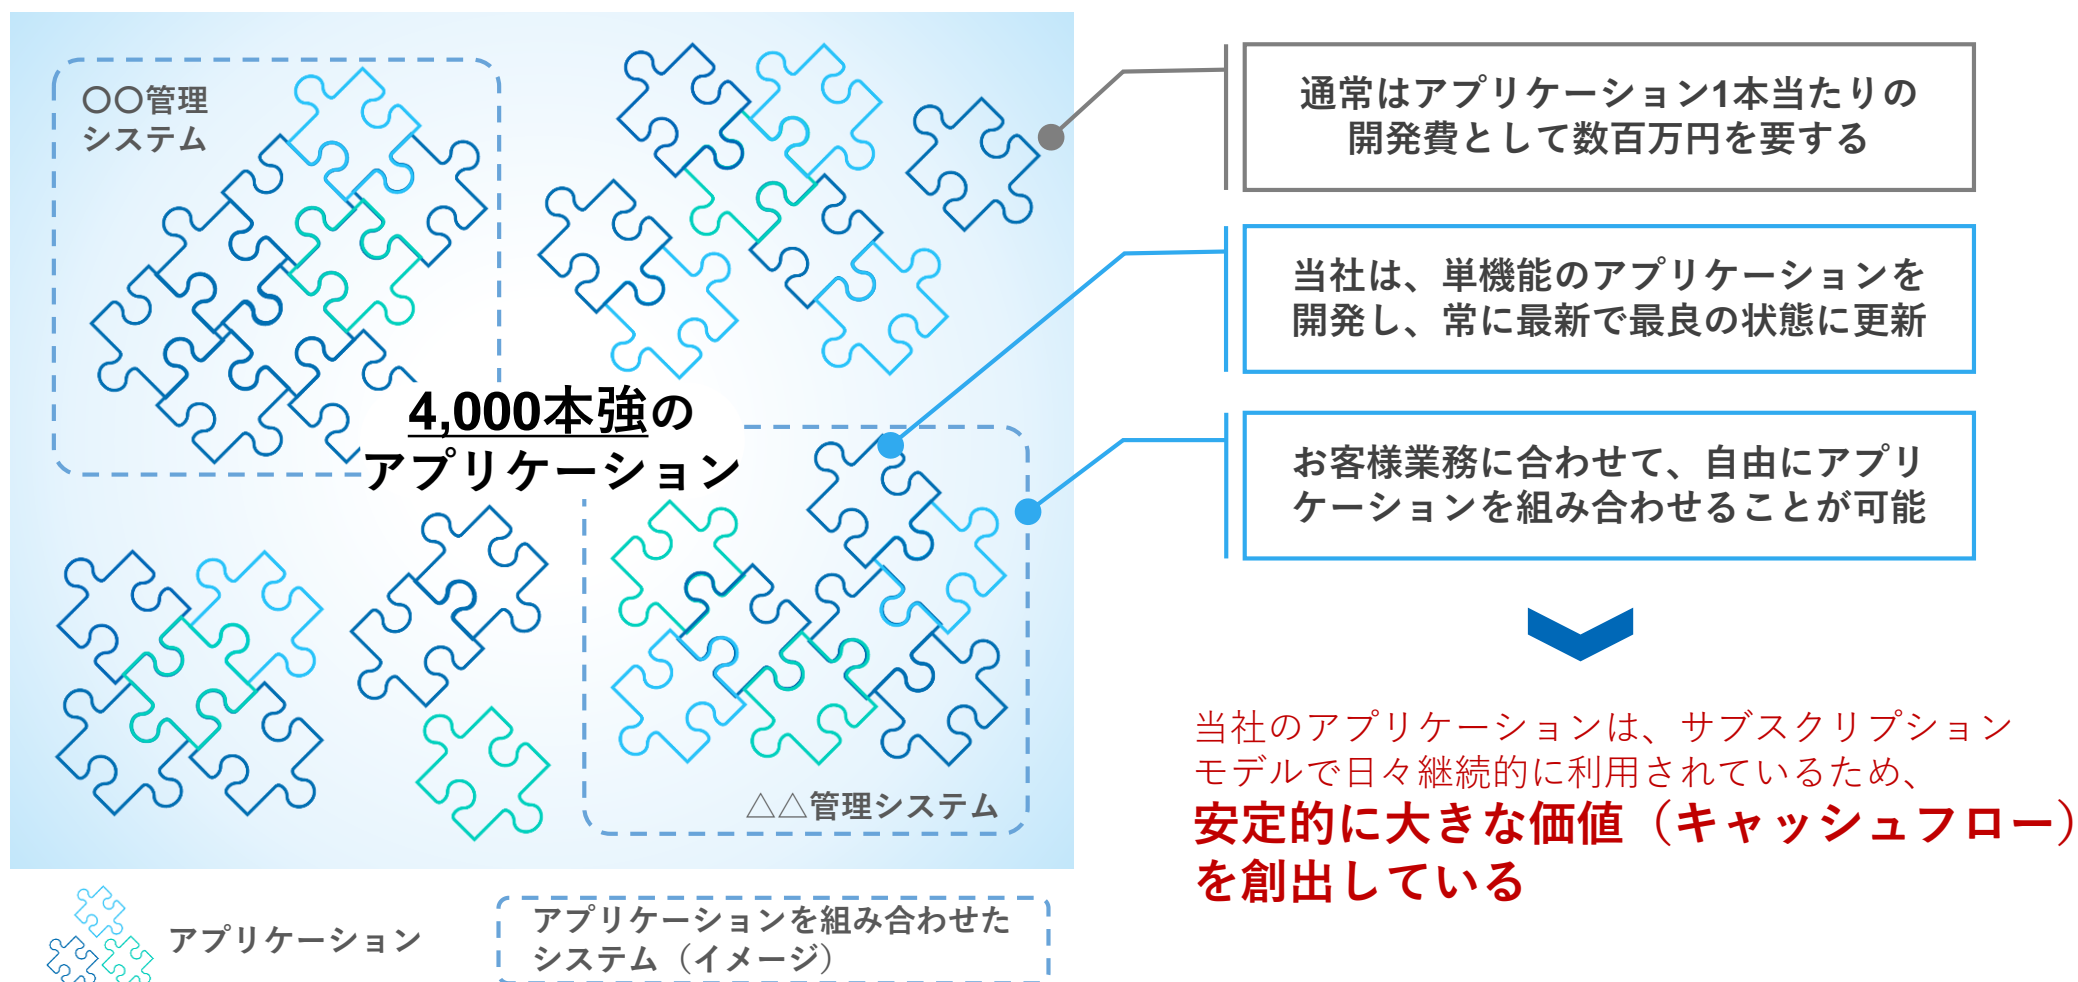 〇〇管理
システム
4,000本強の
アプリケーション
△△管理システム
アプリケーション
アプリケーションを組み合わせた
システム（イメージ）
通常はアプリケーション1本当たりの
開発費として数百万円を要する
当社は、単機能のアプリケーションを
開発し、常に最新で最良の状態に更新
お客様業務に合わせて、自由にアプリ
ケーションを組み合わせることが可能
当社のアプリケーションは、サブスクリプション
モデルで日々継続的に利用されているため、
安定的に大きな価値（キャッシュフロー）
を創出している